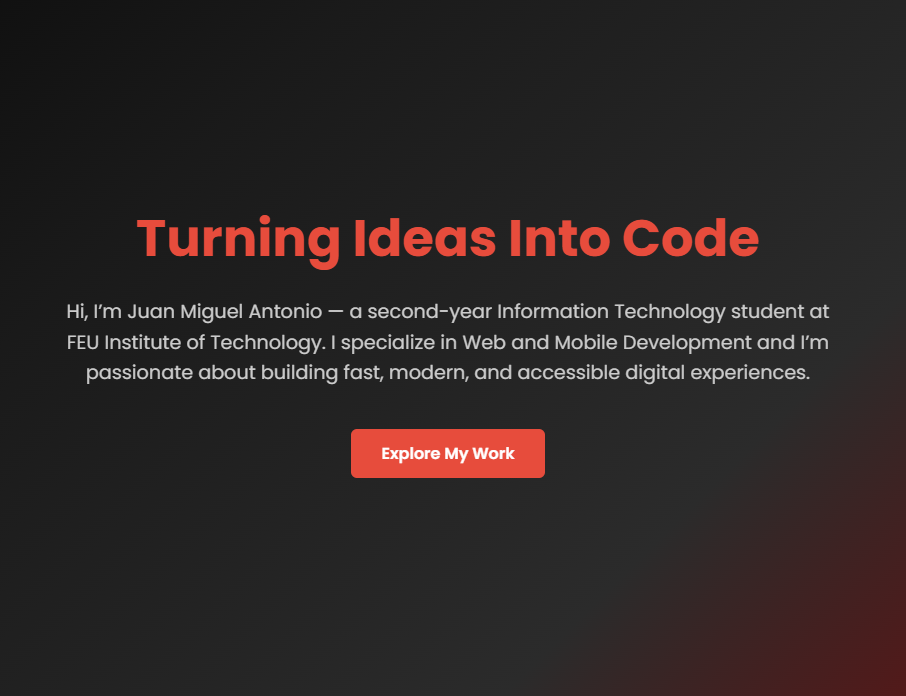 Turning Ideas Into Code
Hi, I’m Juan Miguel Antonio — a second-year Information Technology student at
FEU Institute of Technology. I specialize in Web and Mobile Development and I’m
passionate about building fast, modern, and accessible digital experiences.
Explore My Work